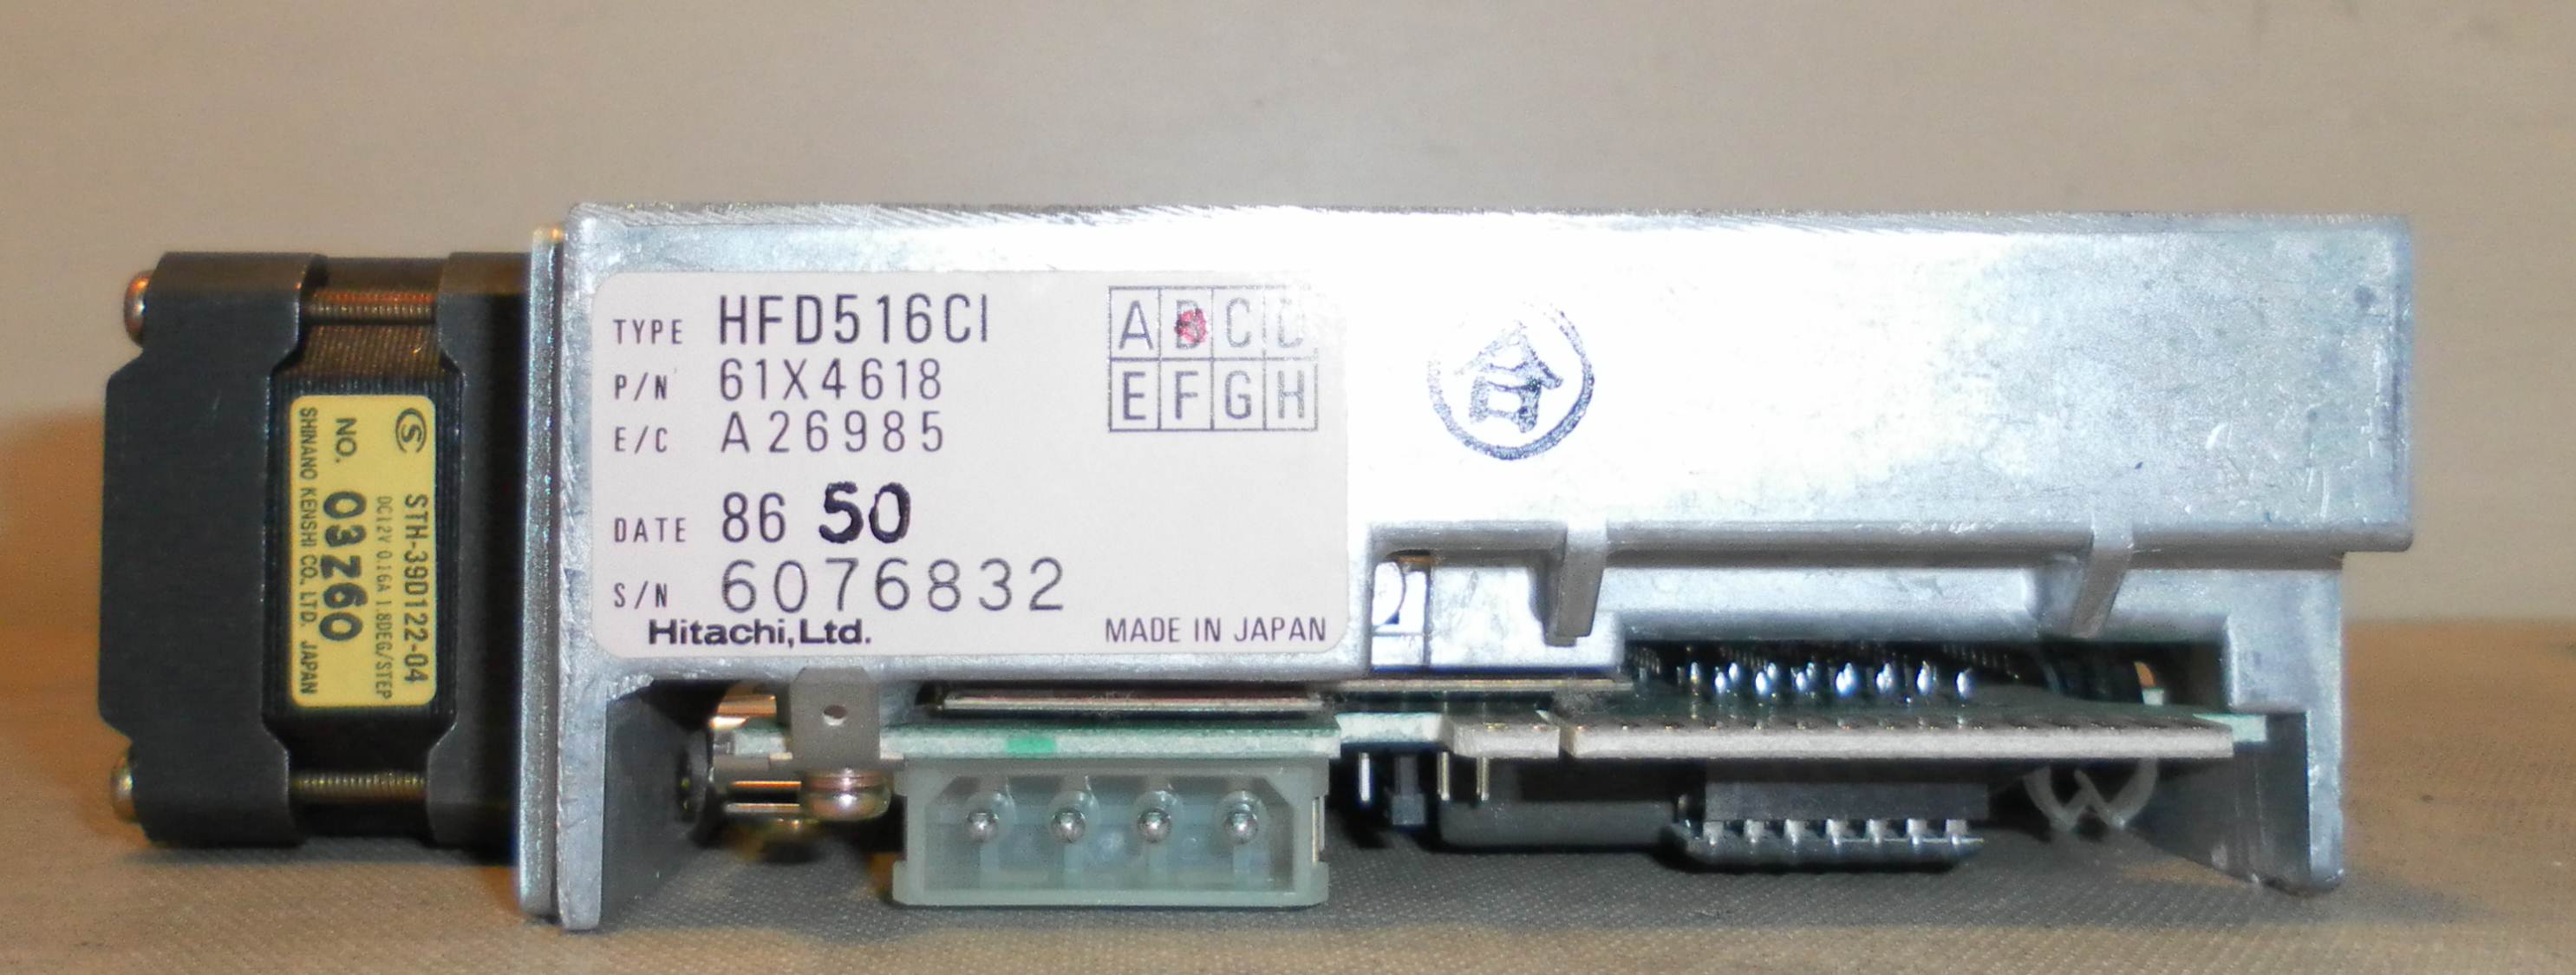 TYPE HFD516CI
P/N 61X4618
E/C A26985
DATE 86 50
S/N 6076832
Hitachi,Ltd. MADE IN JAPAN
A B C D
E F G H
合
S STH-39D122-04
DC12V 0.16A 1.8DEG/STEP
NO. 03Z60
SHINANO KENSHI CO., LTD. JAPAN